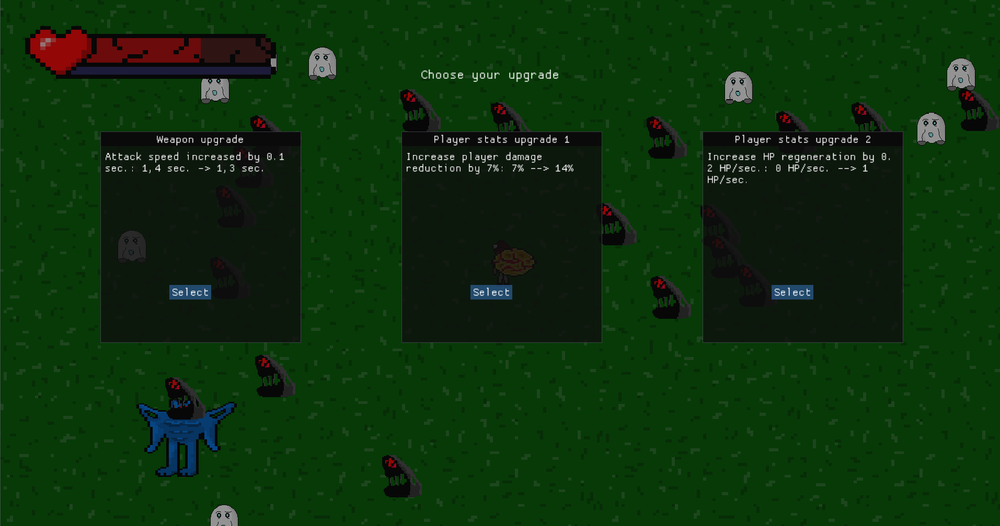 Choose your upgrade
Weapon upgrade
Attack speed increased by 0.1
sec.: 1,4 sec. -> 1,3 sec.
Select
Player stats upgrade 1
Increase player damage
reduction by 7%: 7% --> 14%
Select
Player stats upgrade 2
Increase HP regeneration by 0.
2 HP/sec.: 0 HP/sec. --> 1
HP/sec.
Select